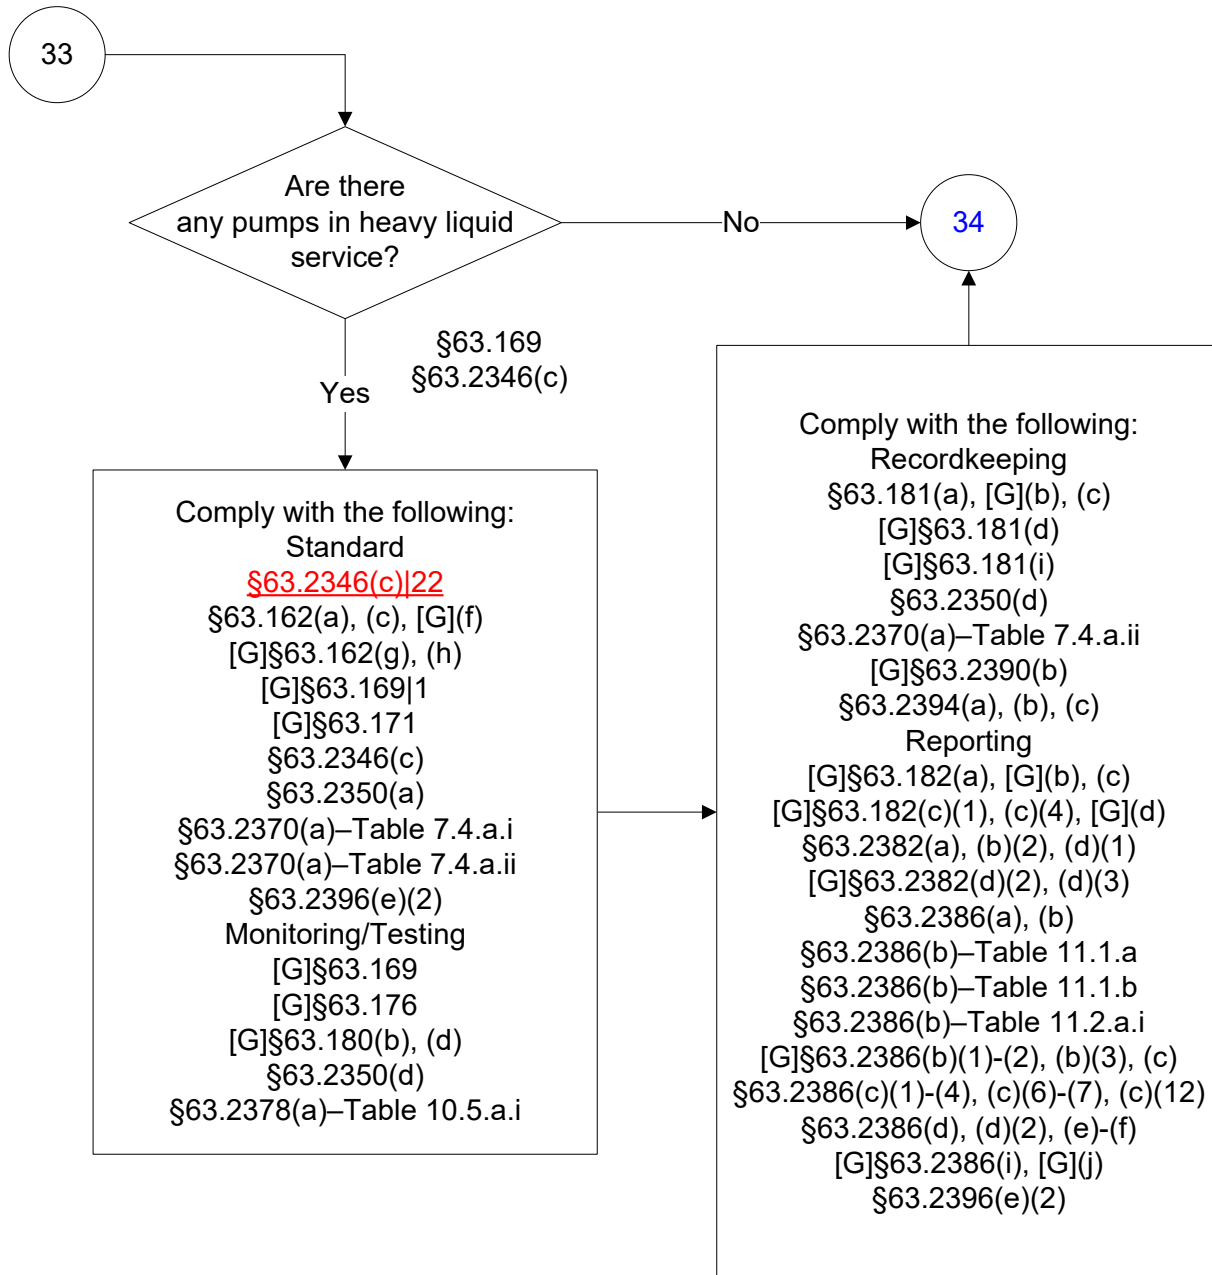 33
Are there
any pumps in heavy liquid
service?
No
34
§63.169
§63.2346(c)
Yes
Comply with the following:
Standard
§63.2346(c)|22
§63.162(a), (c), [G](f)
[G]§63.162(g), (h)
[G]§63.169|1
[G]§63.171
§63.2346(c)
§63.2350(a)
§63.2370(a)–Table 7.4.a.i
§63.2370(a)–Table 7.4.a.ii
§63.2396(e)(2)
Monitoring/Testing
[G]§63.169
[G]§63.176
[G]§63.180(b), (d)
§63.2350(d)
§63.2378(a)–Table 10.5.a.i
Comply with the following:
Recordkeeping
§63.181(a), [G](b), (c)
[G]§63.181(d)
[G]§63.181(i)
§63.2350(d)
§63.2370(a)–Table 7.4.a.ii
[G]§63.2390(b)
§63.2394(a), (b), (c)
Reporting
[G]§63.182(a), [G](b), (c)
[G]§63.182(c)(1), (c)(4), [G](d)
§63.2382(a), (b)(2), (d)(1)
[G]§63.2382(d)(2), (d)(3)
§63.2386(a), (b)
§63.2386(b)–Table 11.1.a
§63.2386(b)–Table 11.1.b
§63.2386(b)–Table 11.2.a.i
[G]§63.2386(b)(1)-(2), (b)(3), (c)
§63.2386(c)(1)-(4), (c)(6)-(7), (c)(12)
§63.2386(d), (d)(2), (e)-(f)
[G]§63.2386(i), [G](j)
§63.2396(e)(2)